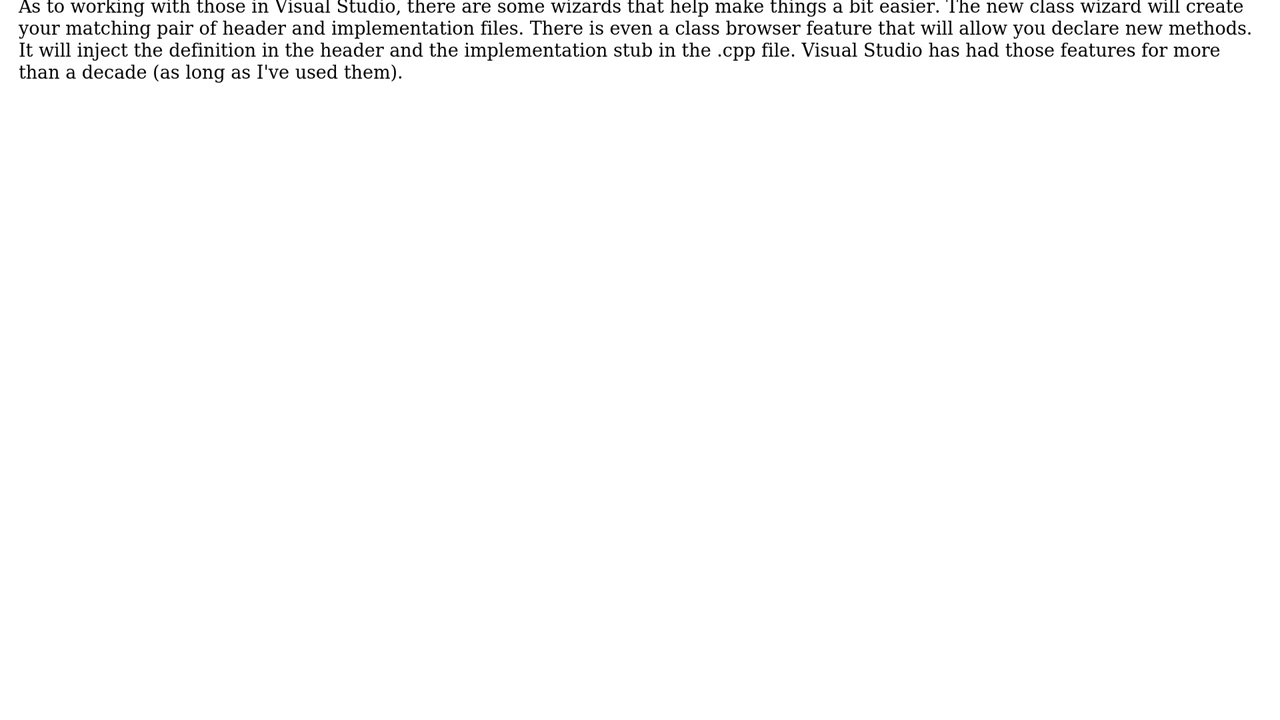 As to working with those in Visual Studio, there are some wizards that help make things a bit easier. The new class wizard will create
your matching pair of header and implementation files. There is even a class browser feature that will allow you declare new methods.
It will inject the definition in the header and the implementation stub in the .cpp file. Visual Studio has had those features for more
than a decade (as long as I've used them).